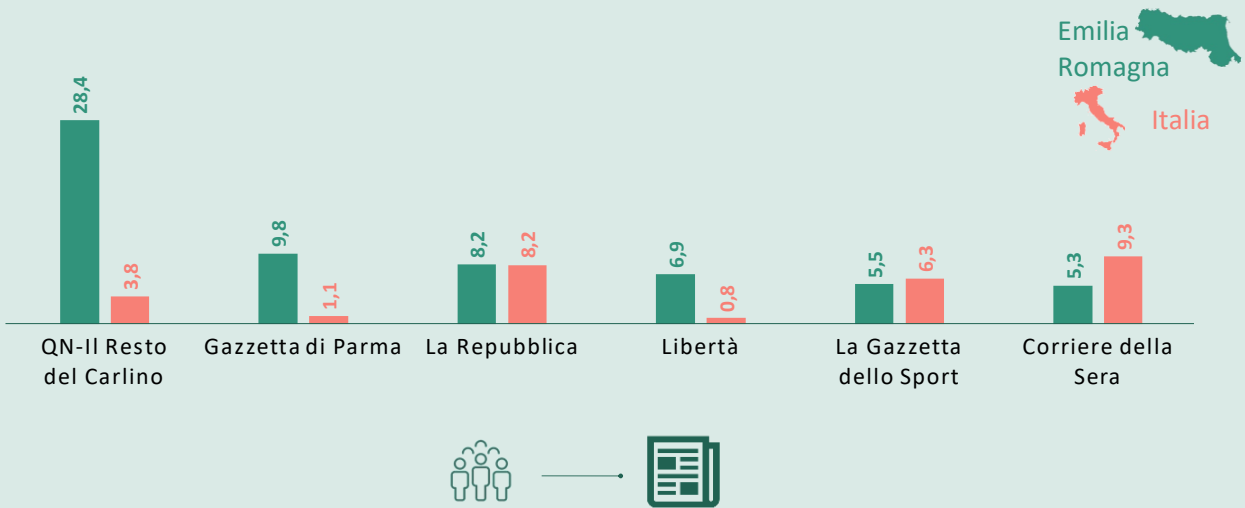 Emilia
Romagna
Italia
28,4
3,8
9,8
1,1
8,2
8,2
6,9
0,8
5,5
6,3
5,3
9,3
QN-Il Resto
del Carlino
Gazzetta di Parma
La Repubblica
Libertà
La Gazzetta
dello Sport
Corriere della
Sera